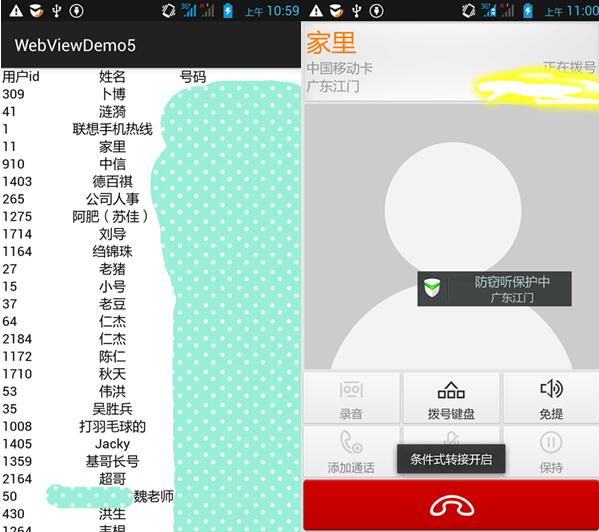 上午 10:59
WebViewDemo5
用户id 姓名 号码
309 卜博
41 涟漪
1 联想手机热线
11 家里
910 中信
1403 德百祺
265 公司人事
1275 阿肥（苏佳）
1714 刘导
1164 绉锦珠
27 老猪
15 小号
37 老豆
64 仁杰
2184 仁杰
1172 陈仁
1710 秋天
53 伟洪
35 吴胜兵
1008 打羽毛球的
1405 Jacky
1359 基哥长号
2164 超哥
50 魏老师
430 洪生
1264 韦根
3G
上午 11:00
家里
中国移动卡 正在拨号
广东江门
防窃听保护中
广东江门
录音 拨号键盘 免提
添加通话 保持
条件式转接开启